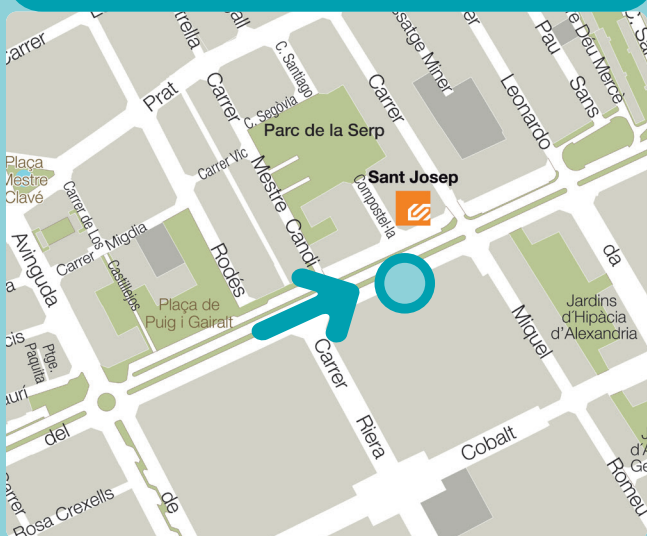 Carrer
Prat
Carrer
C. Santiago
C. Segòvia
Carrer
Leonardo
Pau
Sans
Parc de la Serp
Plaça
Mestre
Clavé
Carrer Vic
Mestre Candi
Compostel·la
Sant Josep
Carrer de Los
Castillejos
Carrer Migdia
Rodés
Avinguda
Plaça de
Puig i Gairalt
da
Jardins
d'Hipàcia
d'Alexandria
Miquel
Ptge.
Paquita
Carrer
Riera
del
Cobalt
de
Rosa Crexells
Carrer
Romeu